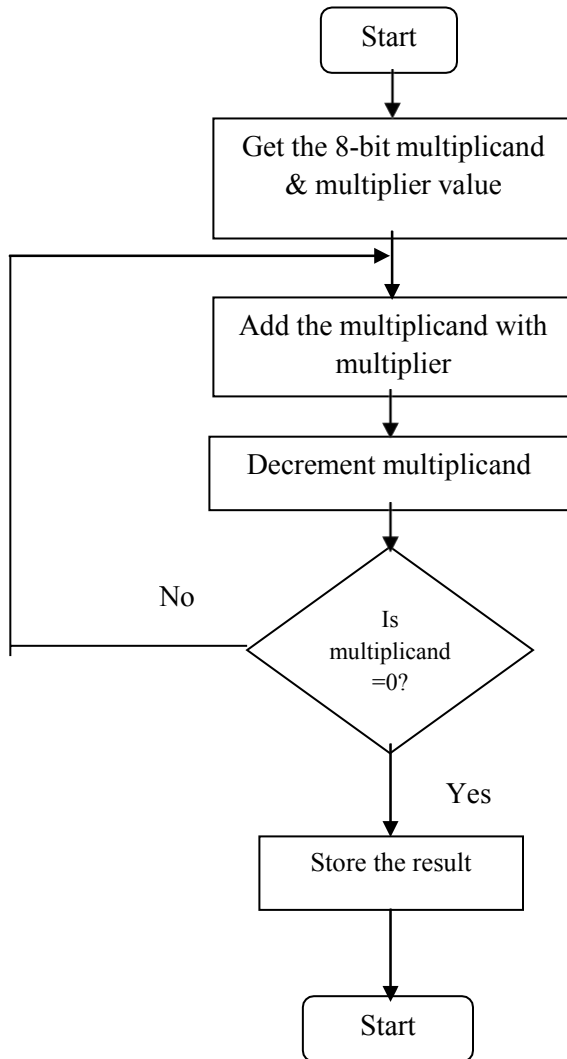 Start
Get the 8-bit multiplicand
& multiplier value
Add the multiplicand with
multiplier
Decrement multiplicand
No
Is
multiplicand
=0?
Yes
Store the result
Start